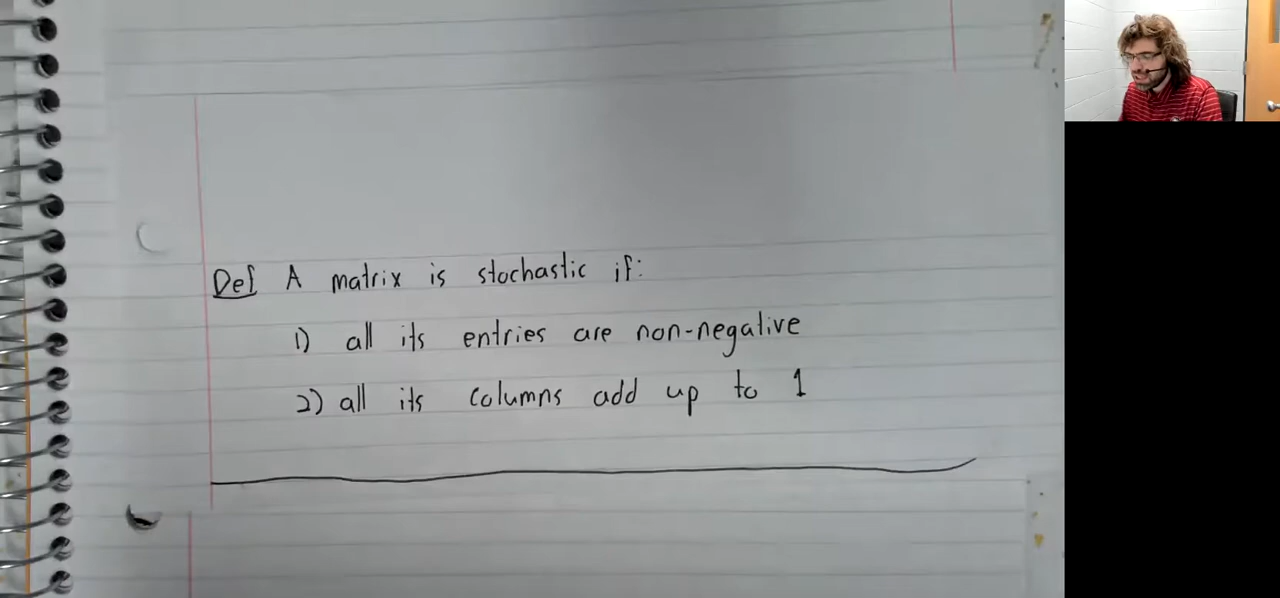 Def A matrix is stochastic if:
1) all its entries are non-negative
2) all its columns add up to 1